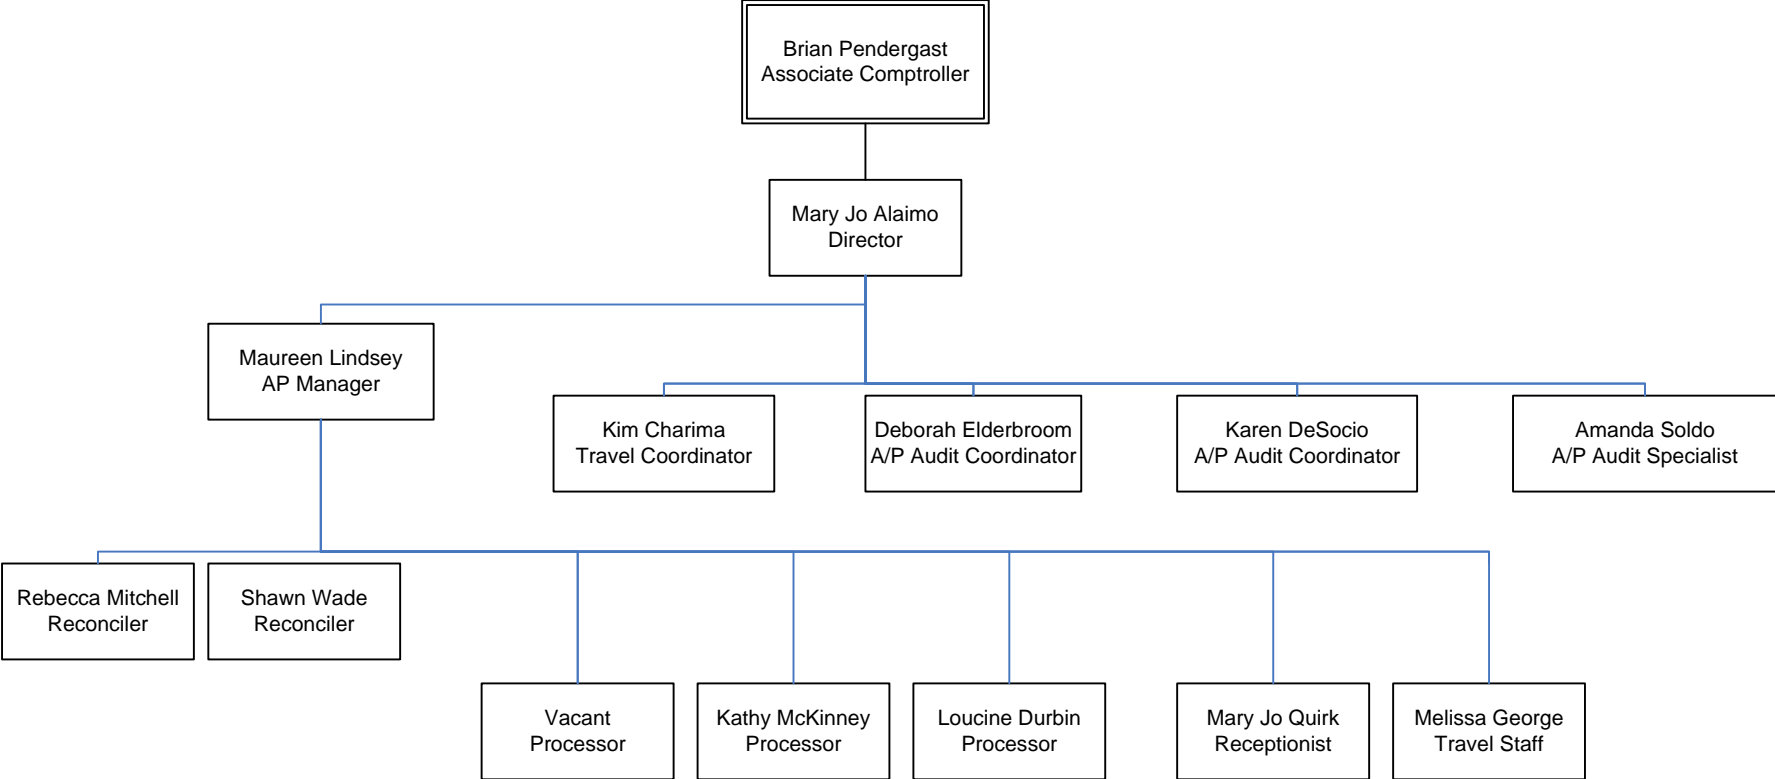 Brian Pendergast
Associate Comptroller
Mary Jo Alaimo
Director
Maureen Lindsey
AP Manager
Kim Charima
Travel Coordinator
Deborah Elderbroom
A/P Audit Coordinator
Karen DeSocio
A/P Audit Coordinator
Amanda Soldo
A/P Audit Specialist
Rebecca Mitchell
Reconciler
Shawn Wade
Reconciler
Vacant
Processor
Kathy McKinney
Processor
Loucine Durbin
Processor
Mary Jo Quirk
Receptionist
Melissa George
Travel Staff